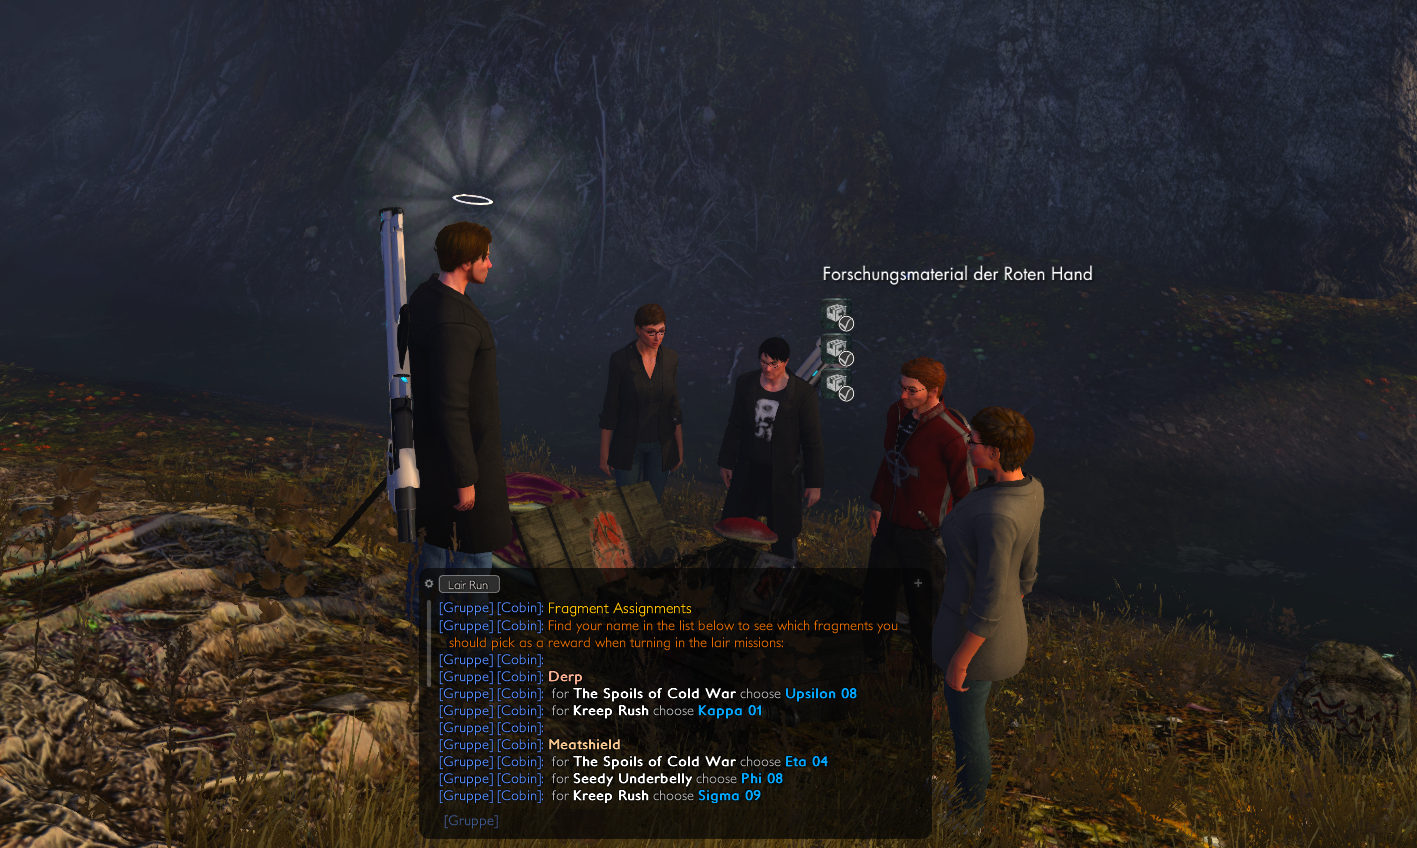 Forschungsmaterial der Roten Hand
Lair Run
[Gruppe] [Cobin]: Fragment Assignments
[Gruppe] [Cobin]: Find your name in the list below to see which fragments you
should pick as a reward when turning in the lair missions:
[Gruppe] [Cobin]:
[Gruppe] [Cobin]: Derp
[Gruppe] [Cobin]: for The Spoils of Cold War choose Upsilon 08
[Gruppe] [Cobin]: for Kreep Rush choose Kappa 01
[Gruppe] [Cobin]:
[Gruppe] [Cobin]: Meatshield
[Gruppe] [Cobin]: for The Spoils of Cold War choose Eta 04
[Gruppe] [Cobin]: for Seedy Underbelly choose Phi 08
[Gruppe] [Cobin]: for Kreep Rush choose Sigma 09
[Gruppe]